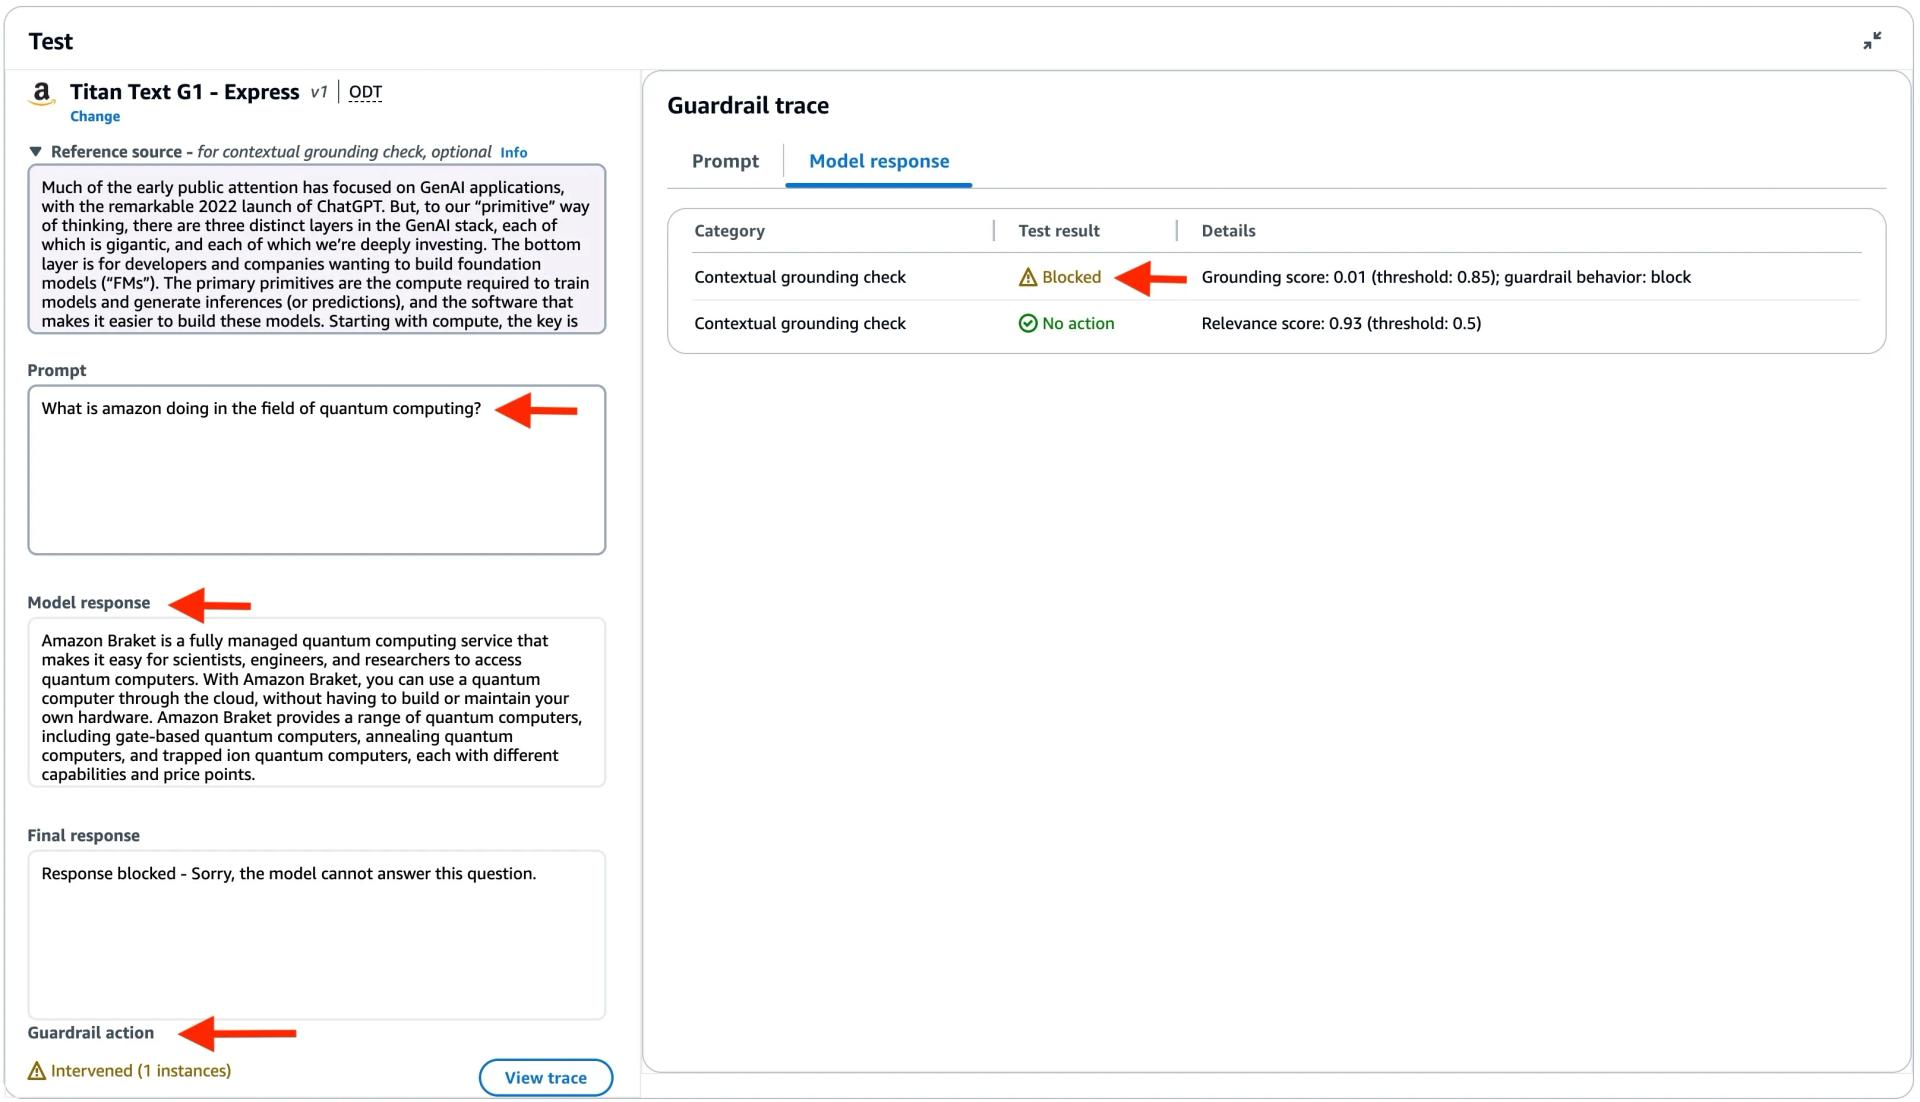 Test
Titan Text G1 - Express v1 | ODT
Change
▼ Reference source - for contextual grounding check, optional Info
Much of the early public attention has focused on GenAI applications,
with the remarkable 2022 launch of ChatGPT. But, to our “primitive” way
of thinking, there are three distinct layers in the GenAI stack, each of
which is gigantic, and each of which we’re deeply investing. The bottom
layer is for developers and companies wanting to build foundation
models (“FMs”). The primary primitives are the compute required to train
models and generate inferences (or predictions), and the software that
makes it easier to build these models. Starting with compute, the key is
Prompt
What is amazon doing in the field of quantum computing?
Model response
Amazon Braket is a fully managed quantum computing service that
makes it easy for scientists, engineers, and researchers to access
quantum computers. With Amazon Braket, you can use a quantum
computer through the cloud, without having to build or maintain your
own hardware. Amazon Braket provides a range of quantum computers,
including gate-based quantum computers, annealing quantum
computers, and trapped ion quantum computers, each with different
capabilities and price points.
Final response
Response blocked - Sorry, the model cannot answer this question.
Guardrail action
Intervened (1 instances)
View trace
Guardrail trace
Prompt
Model response
Category Test result Details
Contextual grounding check Blocked Grounding score: 0.01 (threshold: 0.85); guardrail behavior: block
Contextual grounding check No action Relevance score: 0.93 (threshold: 0.5)